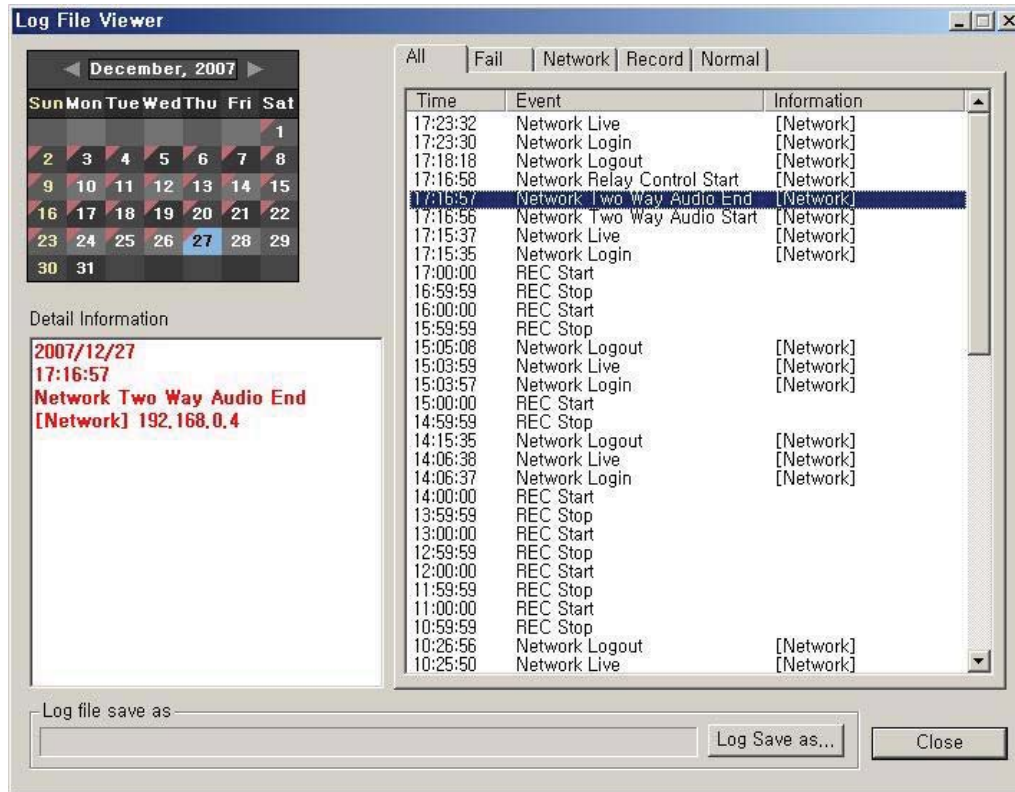 Log File Viewer
December, 2007
Sun Mon Tue Wed Thu Fri Sat
1
2 3 4 5 6 7 8
9 10 11 12 13 14 15
16 17 18 19 20 21 22
23 24 25 26 27 28 29
30 31
Detail Information
2007/12/27
17:16:57
Network Two Way Audio End
[Network] 192.168.0.4
All Fail Network Record Normal
Time Event Information
17:23:32 Network Live [Network]
17:23:30 Network Login [Network]
17:18:18 Network Logout [Network]
17:16:58 Network Relay Control Start [Network]
17:16:57 Network Two Way Audio End [Network]
17:16:56 Network Two Way Audio Start [Network]
17:15:37 Network Live [Network]
17:15:35 Network Login [Network]
17:00:00 REC Start
16:59:59 REC Stop
16:00:00 REC Start
15:59:59 REC Stop
15:05:08 Network Logout [Network]
15:03:59 Network Live [Network]
15:03:57 Network Login [Network]
15:00:00 REC Start
14:59:59 REC Stop
14:15:35 Network Logout [Network]
14:06:38 Network Live [Network]
14:06:37 Network Login [Network]
14:00:00 REC Start
13:59:59 REC Stop
13:00:00 REC Start
12:59:59 REC Stop
12:00:00 REC Start
11:59:59 REC Stop
11:00:00 REC Start
10:59:59 REC Stop
10:26:56 Network Logout [Network]
10:25:50 Network Live [Network]
Log file save as
Log Save as...
Close